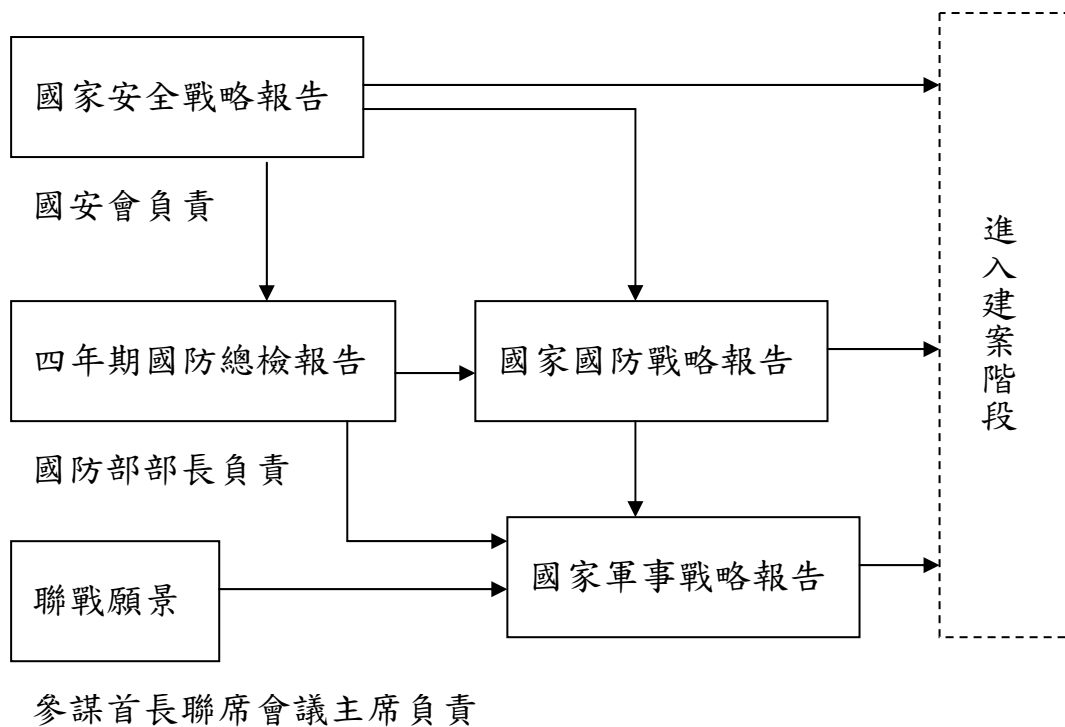 國家安全戰略報告
國安會負責
四年期國防總檢報告
國家國防戰略報告
國防部部長負責
國家軍事戰略報告
聯戰願景
參謀首長聯席會議主席負責
進入建案階段